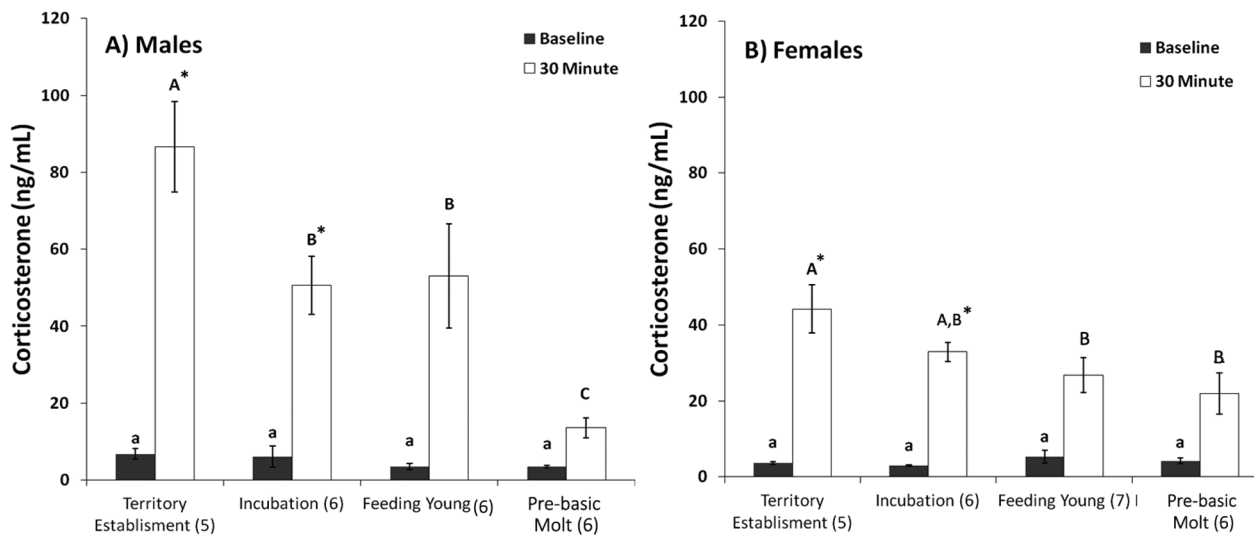 A) Males
Baseline
30 Minute
Corticosterone (ng/mL)
120
100
80
60
40
20
0
A*
B*
B
C
a
a
a
a
Territory
Establisment (5)
Incubation (6)
Feeding Young (6)
Pre-basic
Molt (6)
B) Females
Baseline
30 Minute
Corticosterone (ng/mL)
120
100
80
60
40
20
0
A*
A,B*
B
B
a
a
a
a
Territory
Establisment (5)
Incubation (6)
Feeding Young (7)
Pre-basic
Molt (6)